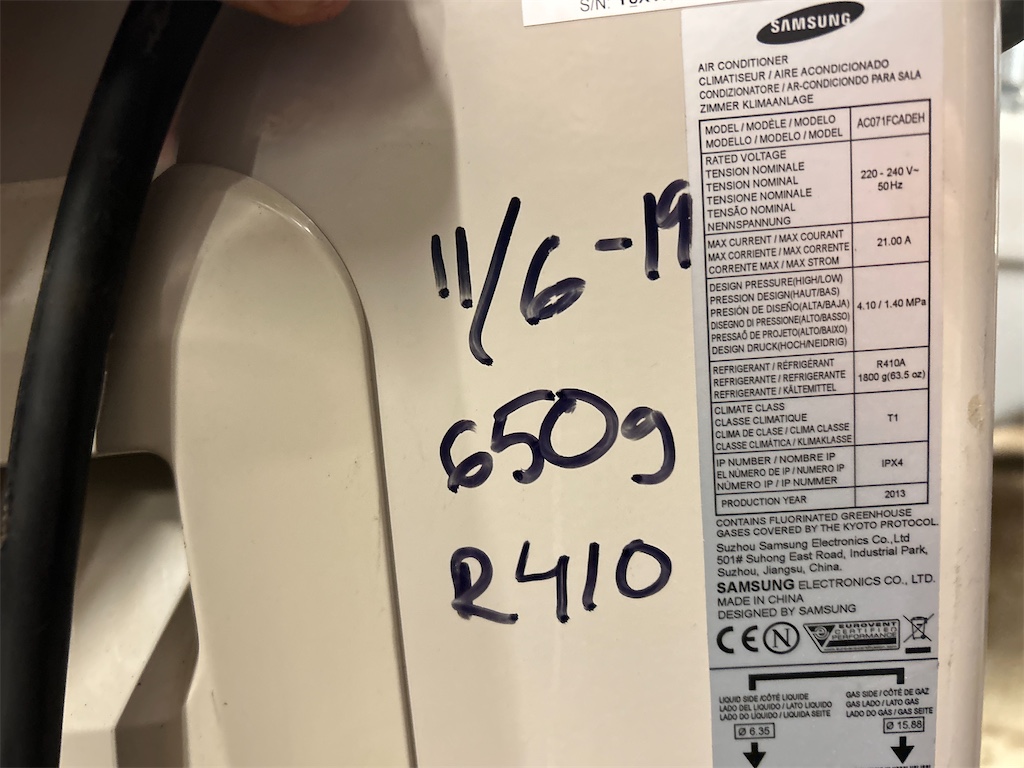 S/N:
11/6-19
650g
R410
SAMSUNG
AIR CONDITIONER
CLIMATISEUR / AIRE ACONDICIONADO
CONDIZIONATORE / AR-CONDICIONDO PARA SALA
ZIMMER KLIMAANLAGE
MODEL / MODÈLE / MODELO
MODELLO / MODELO / MODEL
AC071FCADEH
RATED VOLTAGE
TENSION NOMINALE
TENSION NOMINAL
TENSIONE NOMINALE
TENSÃO NOMINAL
NENNSPANNUNG
220 - 240 V~
50 Hz
MAX CURRENT / MAX COURANT
MAX CORRIENTE / MAX CORRENTE
CORRENTE MAX / MAX STROM
21.00 A
DESIGN PRESSURE(HIGH/LOW)
PRESSION DESIGN(HAUT/BAS)
PRESIÓN DE DISEÑO(ALTA/BAJA)
DISEGNO DI PRESSIONE(ALTO/BASSO)
PRESSAÕ DE PROJETO(ALTO/BAIXO)
DESIGN DRUCK(HOCH/NEIDRIG)
4.10 / 1.40 MPa
REFRIGERANT / RÉFRIGÉRANT
REFRIGERANTE / REFRIGERANTE
REFRIGERANTE / KÄLTEMITTEL
R410A
1800 g(63.5 oz)
CLIMATE CLASS
CLASSE CLIMATIQUE
CLIMA DE CLASE / CLIMA CLASSE
CLASSE CLIMÁTICA / KLIMAKLASSE
T1
IP NUMBER / NOMBRE IP
EL NÚMERO DE IP / NUMERO IP
NÚMERO IP / IP NUMMER
IPX4
PRODUCTION YEAR
2013
CONTAINS FLUORINATED GREENHOUSE
GASES COVERED BY THE KYOTO PROTOCOL.
Suzhou Samsung Electronics Co.,Ltd
501# Suhong East Road, Industrial Park,
Suzhou, Jiangsu, China.
SAMSUNG ELECTRONICS CO., LTD.
MADE IN CHINA
DESIGNED BY SAMSUNG
CE N EUROVENT
CERTIFIED
PERFORMANCE
LIQUID SIDE /CÔTÉ LIQUIDE
LADO DEL LÍQUIDO / LATO LIQUIDO
LADO DO LÍQUIDO / LIQUIDA SEITE
GAS SIDE / CÔTÉ DE GAZ
LADO GAS / LATO GAS
LADO DO GÁS / GAS SEITE
Ø 6.35
Ø 15.88